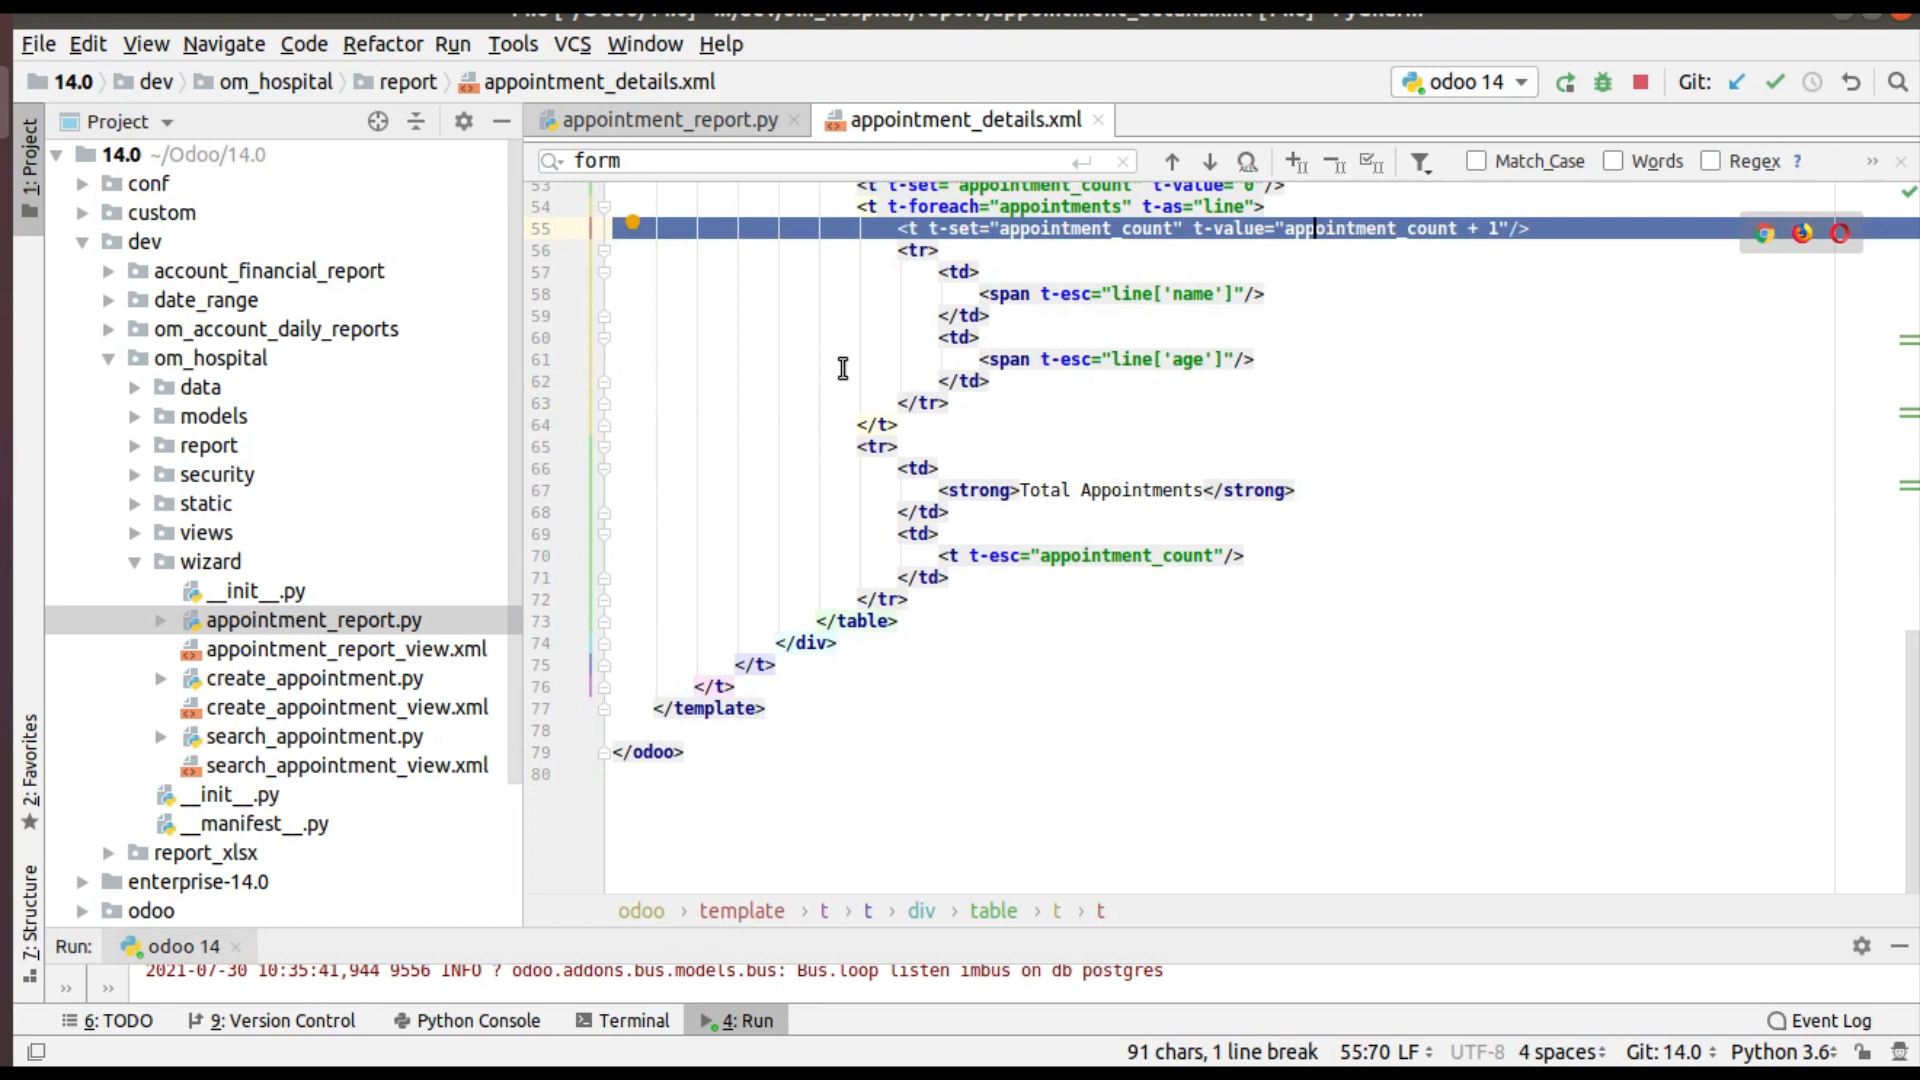 File Edit View Navigate Code Refactor Run Tools VCS Window Help
14.0 dev om_hospital report appointment_details.xml odoo 14 Git:
Project appointment_report.py appointment_details.xml
form Match Case Words Regex ?
14.0 ~/Odoo/14.0
conf
custom
dev
account_financial_report
date_range
om_account_daily_reports
om_hospital
data
models
report
security
static
views
wizard
__init__.py
appointment_report.py
appointment_report_view.xml
create_appointment.py
create_appointment_view.xml
search_appointment.py
search_appointment_view.xml
__init__.py
__manifest__.py
report_xlsx
enterprise-14.0
odoo
1: Project
2: Favorites
7: Structure
53 <t t-set="appointment_count" t-value="0"/>
54 <t t-foreach="appointments" t-as="line">
55 <t t-set="appointment_count" t-value="appointment_count + 1"/>
56 <tr>
57 <td>
58 <span t-esc="line['name']"/>
59 </td>
60 <td>
61 <span t-esc="line['age']"/>
62 </td>
63 </tr>
64 </t>
65 <tr>
66 <td>
67 <strong>Total Appointments</strong>
68 </td>
69 <td>
70 <t t-esc="appointment_count"/>
71 </td>
72 </tr>
73 </table>
74 </div>
75 </t>
76 </t>
77 </template>
78
79 </odoo>
80
odoo › template › t › t › div › table › t › t
Run: odoo 14
2021-07-30 10:35:41,944 9556 INFO ? odoo.addons.bus.models.bus: Bus.loop listen imbus on db postgres
6: TODO 9: Version Control Python Console Terminal 4: Run Event Log
91 chars, 1 line break 55:70 LF UTF-8 4 spaces Git: 14.0 Python 3.6